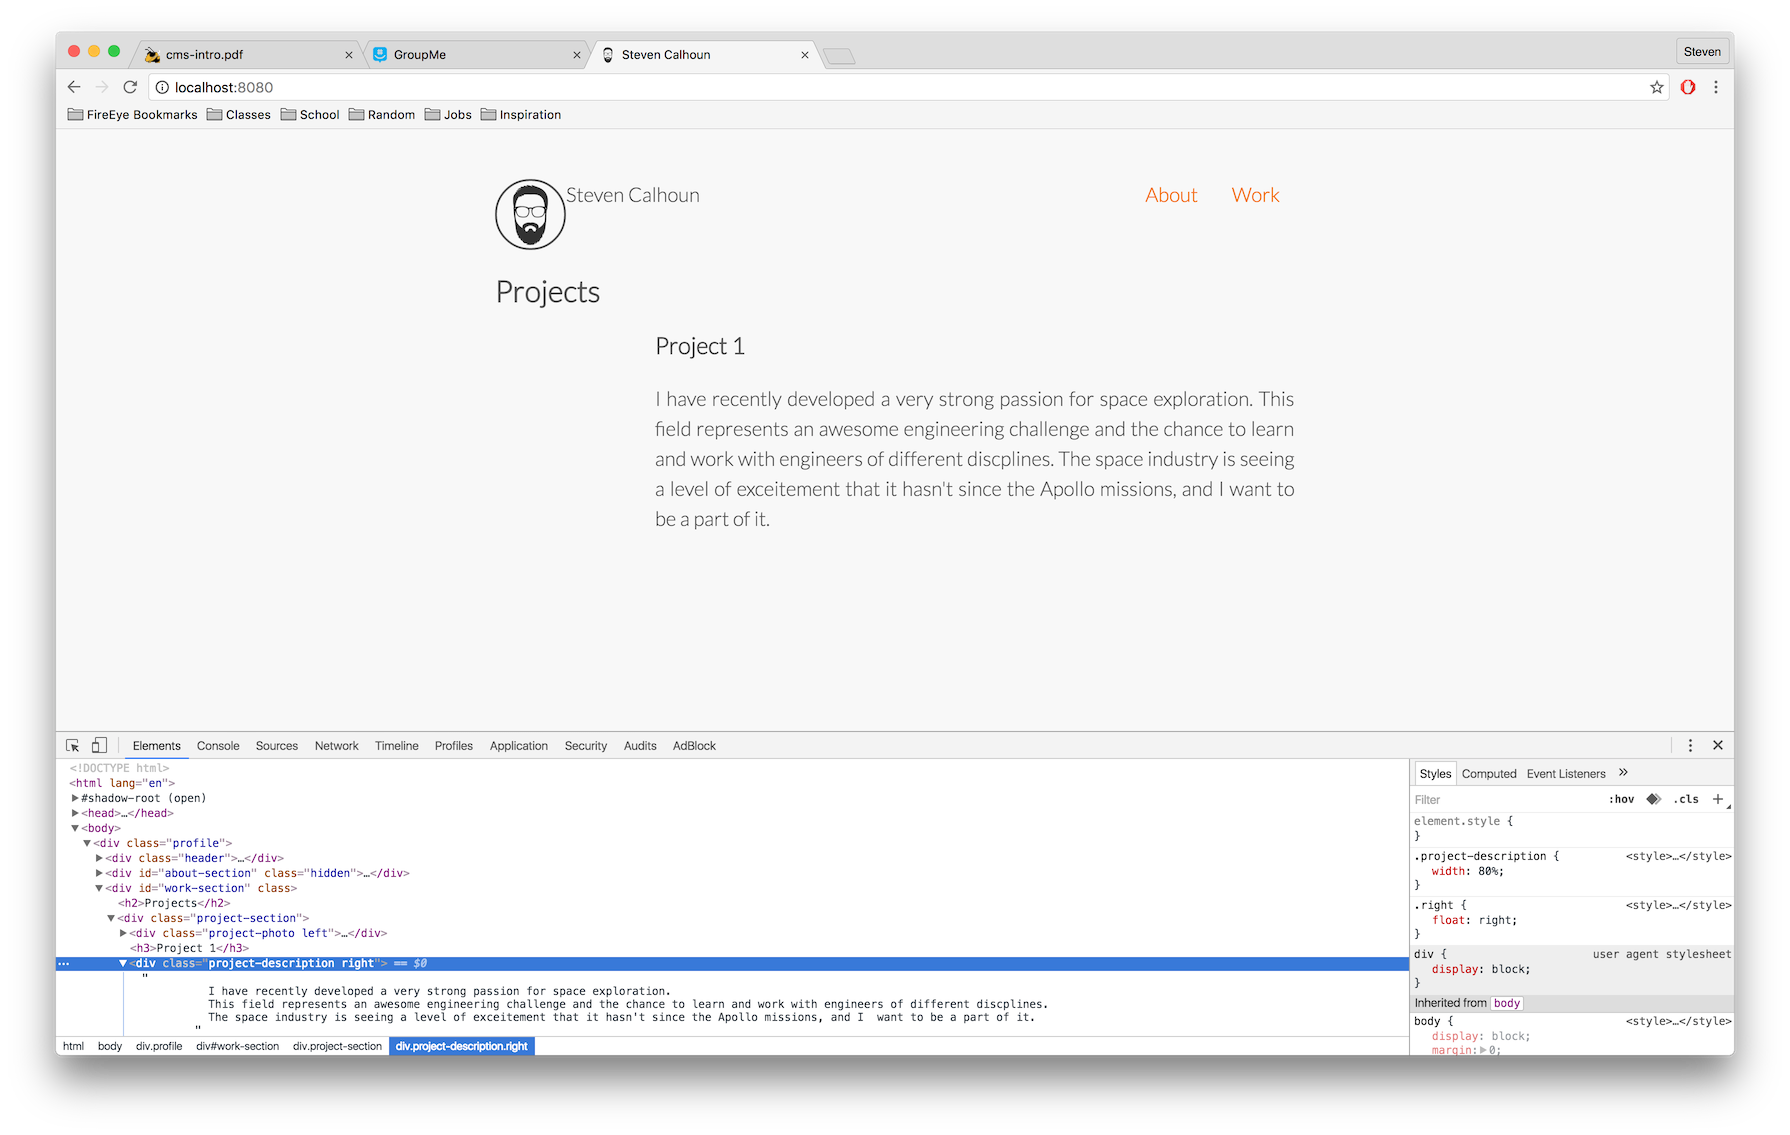 cms-intro.pdf
GroupMe
Steven Calhoun
Steven
localhost:8080
FireEye Bookmarks
Classes
School
Random
Jobs
Inspiration
Steven Calhoun
About
Work
Projects
Project 1
I have recently developed a very strong passion for space exploration. This
field represents an awesome engineering challenge and the chance to learn
and work with engineers of different discplines. The space industry is seeing
a level of exceitement that it hasn't since the Apollo missions, and I want to
be a part of it.
Elements Console Sources Network Timeline Profiles Application Security Audits AdBlock
<!DOCTYPE html>
<html lang="en">
#shadow-root (open)
<head>…</head>
<body>
<div class="profile">
<div class="header">…</div>
<div id="about-section" class="hidden">…</div>
<div id="work-section" class>
<h2>Projects</h2>
<div class="project-section">
<div class="project-photo left">…</div>
<h3>Project 1</h3>
… <div class="project-description right"> == $0
"
I have recently developed a very strong passion for space exploration.
This field represents an awesome engineering challenge and the chance to learn and work with engineers of different discplines.
The space industry is seeing a level of exceitement that it hasn't since the Apollo missions, and I  want to be a part of it.
"
html body div.profile div#work-section div.project-section div.project-description.right
Styles Computed Event Listeners »
Filter :hov .cls +
element.style {
}
.project-description { <style>…</style>
width: 80%;
}
.right { <style>…</style>
float: right;
}
div { user agent stylesheet
display: block;
}
Inherited from body
body { <style>…</style>
display: block;
margin: 0;